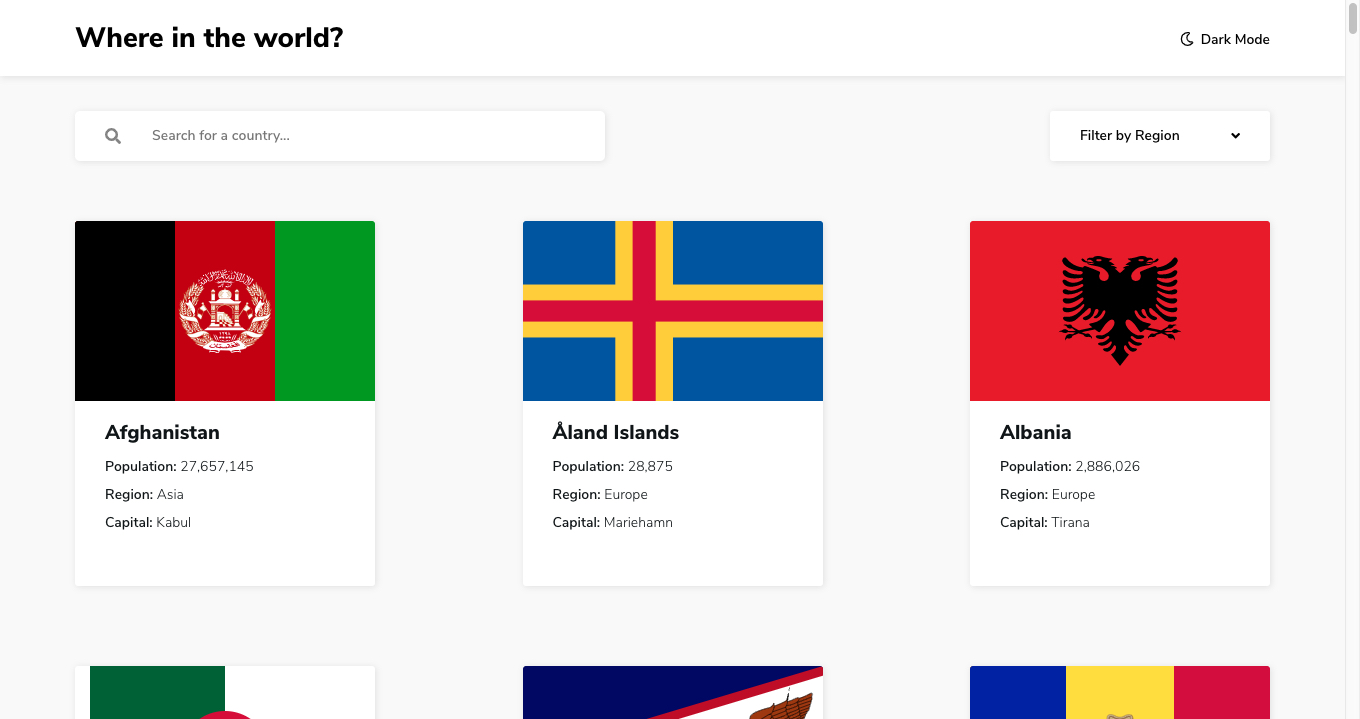 Where in the world?
Dark Mode
Search for a country...
Filter by Region
Afghanistan
Population: 27,657,145
Region: Asia
Capital: Kabul
Åland Islands
Population: 28,875
Region: Europe
Capital: Mariehamn
Albania
Population: 2,886,026
Region: Europe
Capital: Tirana